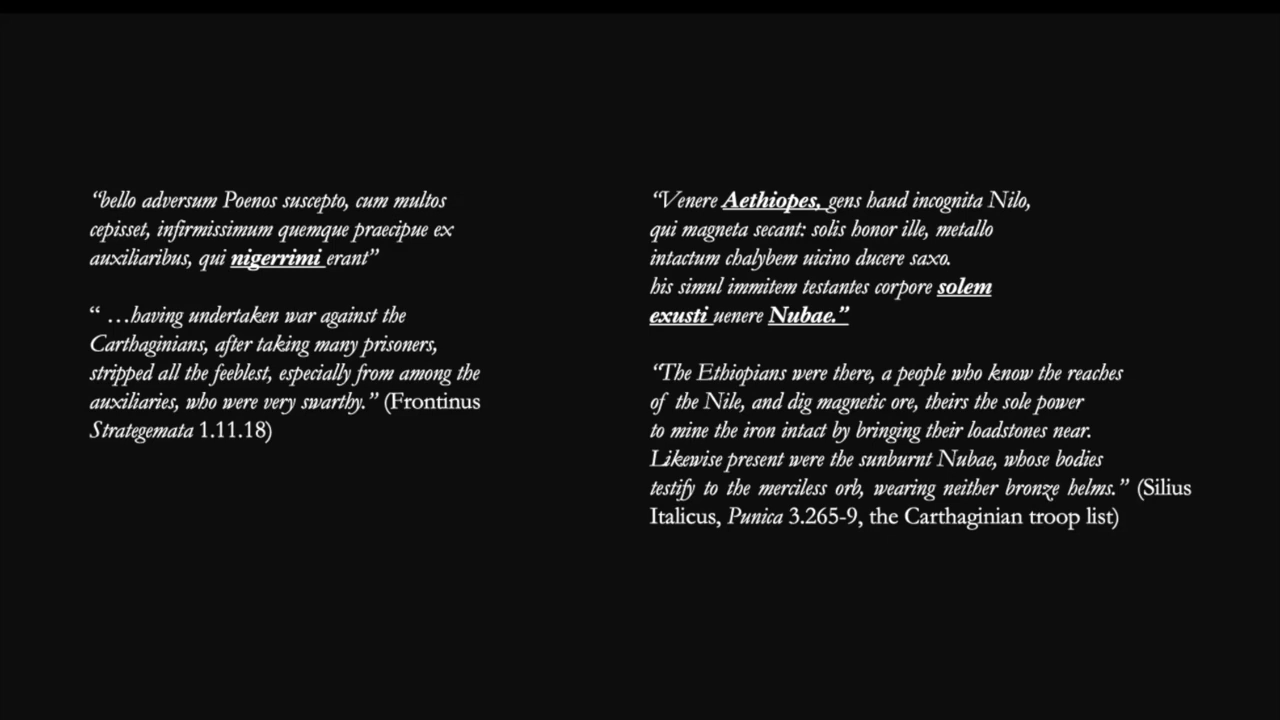 “bello adversum Poenos suscepto, cum multos
cepisset, infirmissimum quemque praecipue ex
auxiliaribus, qui nigerrimi erant”
“ …having undertaken war against the
Carthaginians, after taking many prisoners,
stripped all the feeblest, especially from among the
auxiliaries, who were very swarthy.” (Frontinus
Strategemata 1.11.18)
“Venere Aethiopes, gens haud incognita Nilo,
qui magneta secant: solis honor ille, metallo
intactum chalybem uicino ducere saxo.
his simul immitem testantes corpore solem
exusti uenere Nubae.”
“The Ethiopians were there, a people who know the reaches
of the Nile, and dig magnetic ore, theirs the sole power
to mine the iron intact by bringing their loadstones near.
Likewise present were the sunburnt Nubae, whose bodies
testify to the merciless orb, wearing neither bronze helms.” (Silius
Italicus, Punica 3.265-9, the Carthaginian troop list)